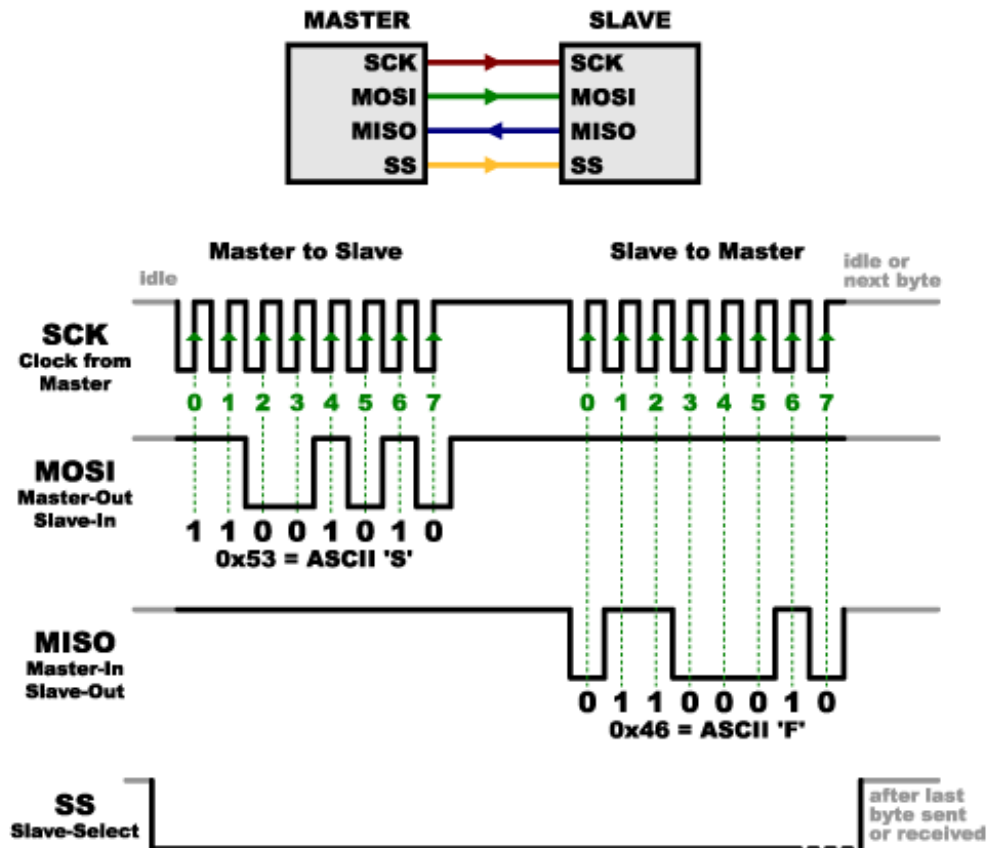 MASTER SLAVE
SCK SCK
MOSI MOSI
MISO MISO
SS SS
Master to Slave Slave to Master
idle
idle or
next byte
SCK
Clock from
Master
0 1 2 3 4 5 6 7 0 1 2 3 4 5 6 7
MOSI
Master-Out
Slave-In
1 1 0 0 1 0 1 0
0x53 = ASCII 'S'
MISO
Master-In
Slave-Out
0 1 1 0 0 0 1 0
0x46 = ASCII 'F'
SS
Slave-Select
after last
byte sent
or received